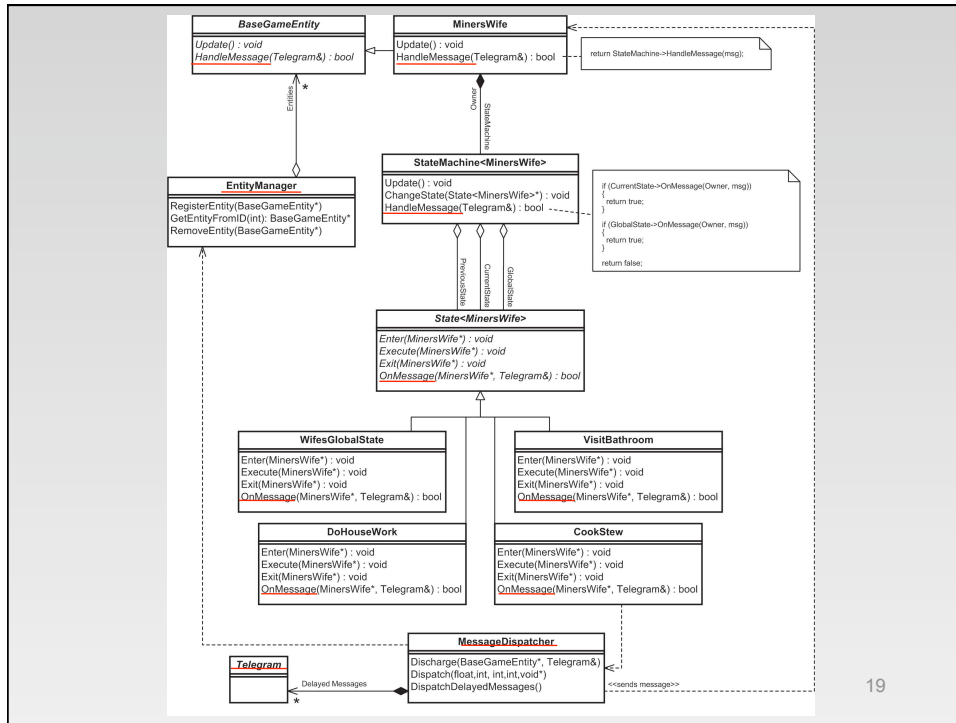 BaseGameEntity
Update() : void
HandleMessage(Telegram&) : bool
MinersWife
Update() : void
HandleMessage(Telegram&) : bool
return StateMachine->HandleMessage(msg);
Entities
*
Owner
StateMachine
EntityManager
RegisterEntity(BaseGameEntity*)
GetEntityFromID(int): BaseGameEntity*
RemoveEntity(BaseGameEntity*)
StateMachine<MinersWife>
Update() : void
ChangeState(State<MinersWife>*) : void
HandleMessage(Telegram&) : bool
if (CurrentState->OnMessage(Owner, msg))
{
return true;
}
if (GlobalState->OnMessage(Owner, msg))
{
return true;
}
return false;
PreviousState
CurrentState
GlobalState
State<MinersWife>
Enter(MinersWife*) : void
Execute(MinersWife*) : void
Exit(MinersWife*) : void
OnMessage(MinersWife*, Telegram&) : bool
WifesGlobalState
Enter(MinersWife*) : void
Execute(MinersWife*) : void
Exit(MinersWife*) : void
OnMessage(MinersWife*, Telegram&) : bool
VisitBathroom
Enter(MinersWife*) : void
Execute(MinersWife*) : void
Exit(MinersWife*) : void
OnMessage(MinersWife*, Telegram&) : bool
DoHouseWork
Enter(MinersWife*) : void
Execute(MinersWife*) : void
Exit(MinersWife*) : void
OnMessage(MinersWife*, Telegram&) : bool
CookStew
Enter(MinersWife*) : void
Execute(MinersWife*) : void
Exit(MinersWife*) : void
OnMessage(MinersWife*, Telegram&) : bool
MessageDispatcher
Discharge(BaseGameEntity*, Telegram&)
Dispatch(float,int, int,int,void*)
DispatchDelayedMessages()
Telegram
Delayed Messages
*
<<sends message>>
19